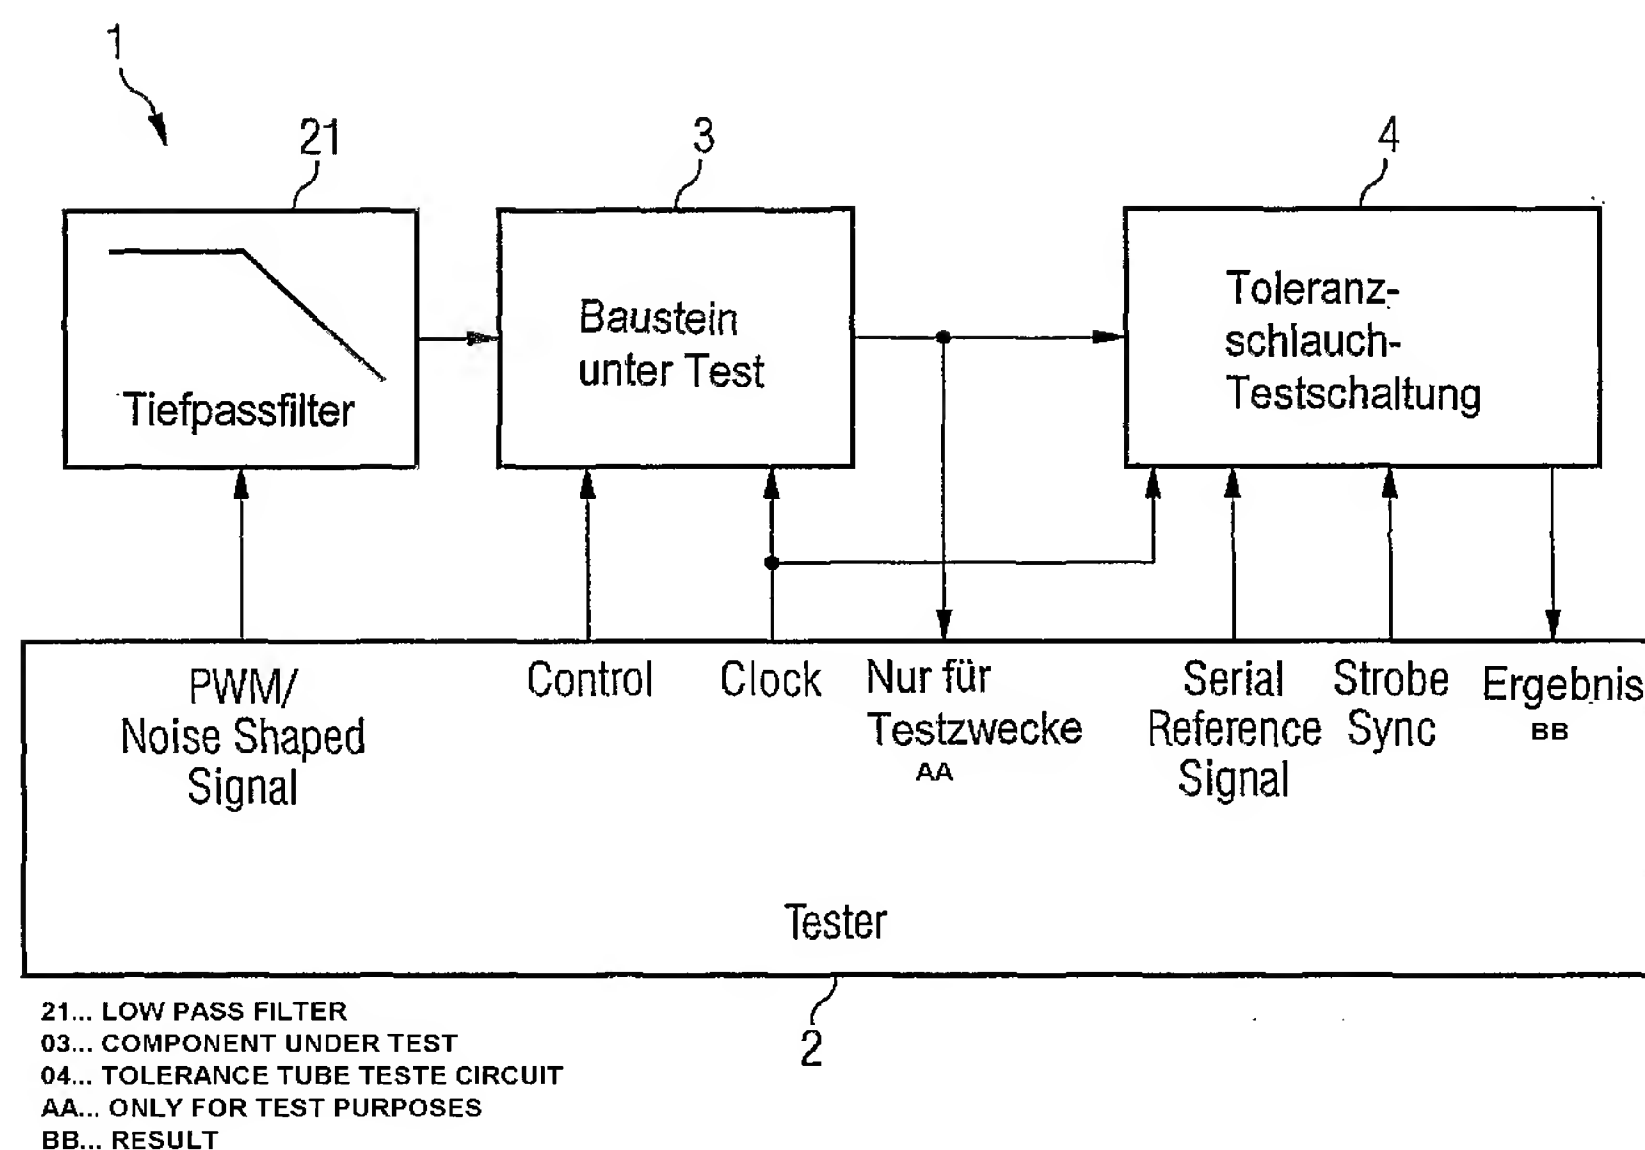 1
21
3
4
Tiefpassfilter
Baustein
unter Test
Toleranz-
schlauch-
Testschaltung
PWM/
Noise Shaped
Signal
Control
Clock
Nur für
Testzwecke
AA
Serial
Reference
Signal
Strobe
Sync
Ergebnis
BB
Tester
2
21... LOW PASS FILTER
03... COMPONENT UNDER TEST
04... TOLERANCE TUBE TESTE CIRCUIT
AA... ONLY FOR TEST PURPOSES
BB... RESULT